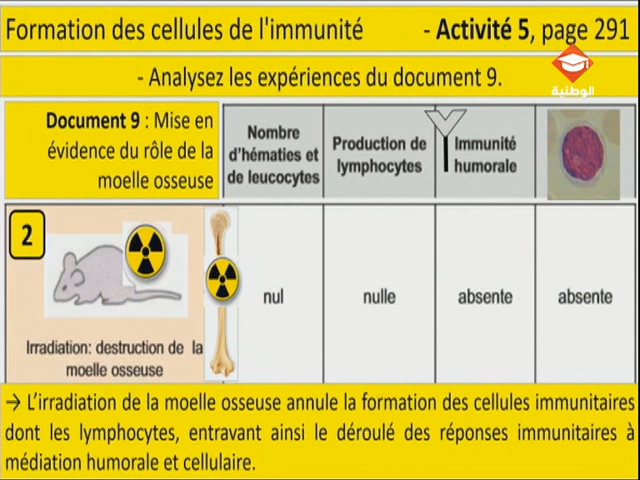 Formation des cellules de l'immunité - Activité 5, page 291
الوطنية
- Analysez les expériences du document 9.
Document 9 : Mise en
évidence du rôle de la
moelle osseuse
Nombre
d'hématies et
de leucocytes
Production de
lymphocytes
Immunité
humorale
2
nul
nulle
absente
absente
Irradiation: destruction de la
moelle osseuse
→ L'irradiation de la moelle osseuse annule la formation des cellules immunitaires
dont les lymphocytes, entravant ainsi le déroulé des réponses immunitaires à
médiation humorale et cellulaire.